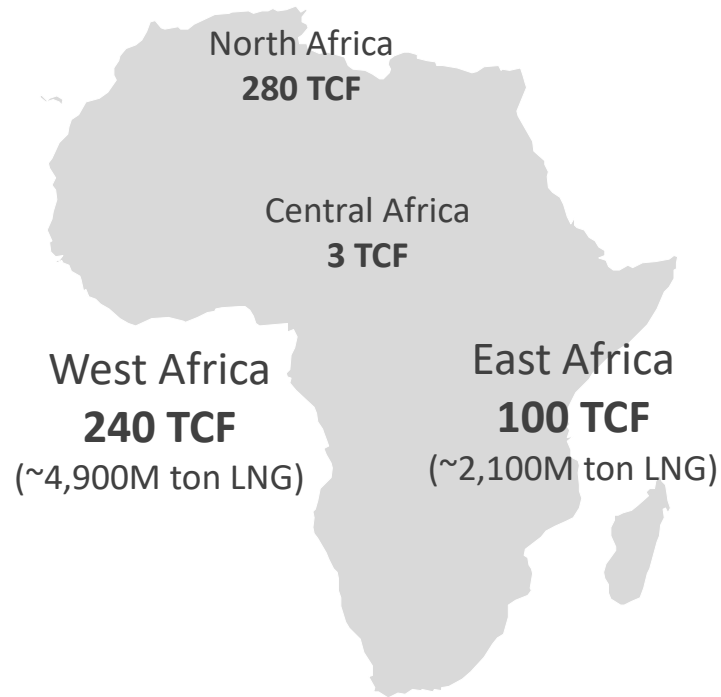 North Africa
280 TCF
Central Africa
3 TCF
West Africa
240 TCF
(~4,900M ton LNG)
East Africa
100 TCF
(~2,100M ton LNG)